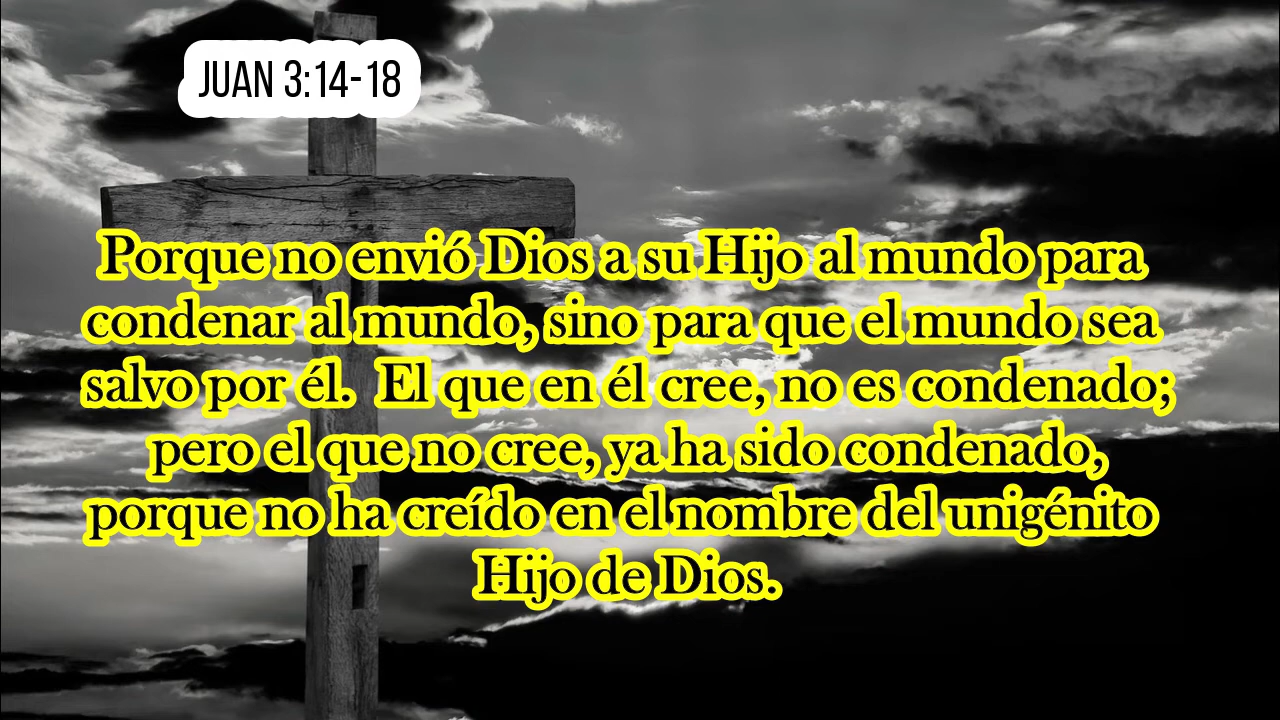 JUAN 3:14-18
Porque no envió Dios a su Hijo al mundo para
condenar al mundo, sino para que el mundo sea
salvo por él.  El que en él cree, no es condenado;
pero el que no cree, ya ha sido condenado,
porque no ha creído en el nombre del unigénito
Hijo de Dios.